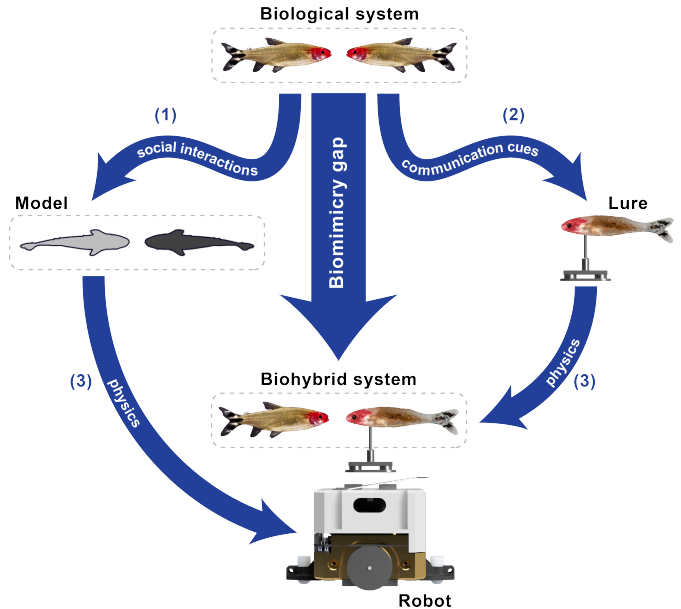 Biological system
(1)
(2)
social interactions
communication cues
Biomimicry gap
Model
Lure
(3)
physics
physics
(3)
Biohybrid system
Robot